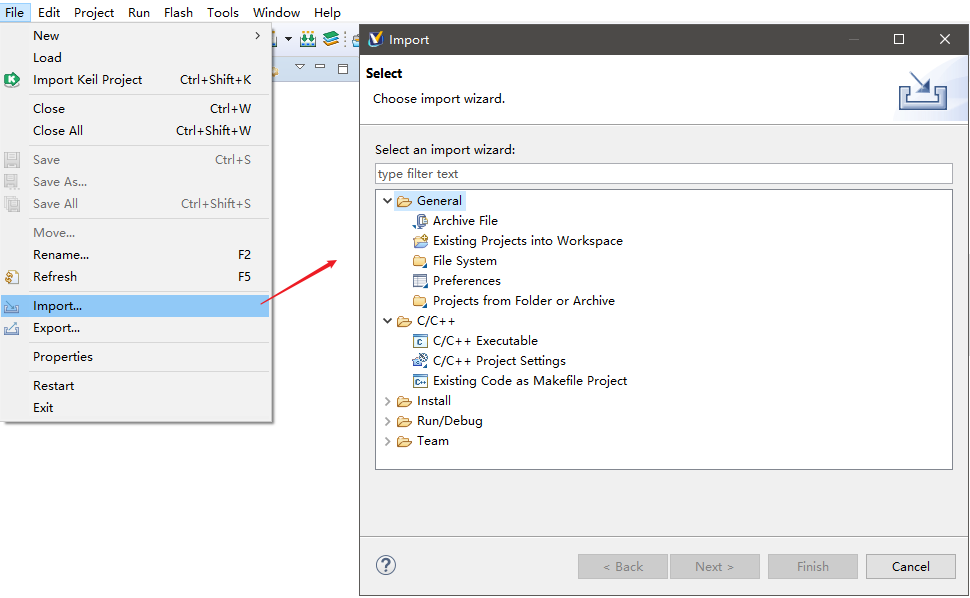 File Edit Project Run Flash Tools Window Help
New
Load
Import Keil Project Ctrl+Shift+K
Close Ctrl+W
Close All Ctrl+Shift+W
Save Ctrl+S
Save As...
Save All Ctrl+Shift+S
Move...
Rename... F2
Refresh F5
Import...
Export...
Properties
Restart
Exit
Import
Select
Choose import wizard.
Select an import wizard:
type filter text
General
Archive File
Existing Projects into Workspace
File System
Preferences
Projects from Folder or Archive
C/C++
C/C++ Executable
C/C++ Project Settings
Existing Code as Makefile Project
Install
Run/Debug
Team
< Back Next > Finish Cancel